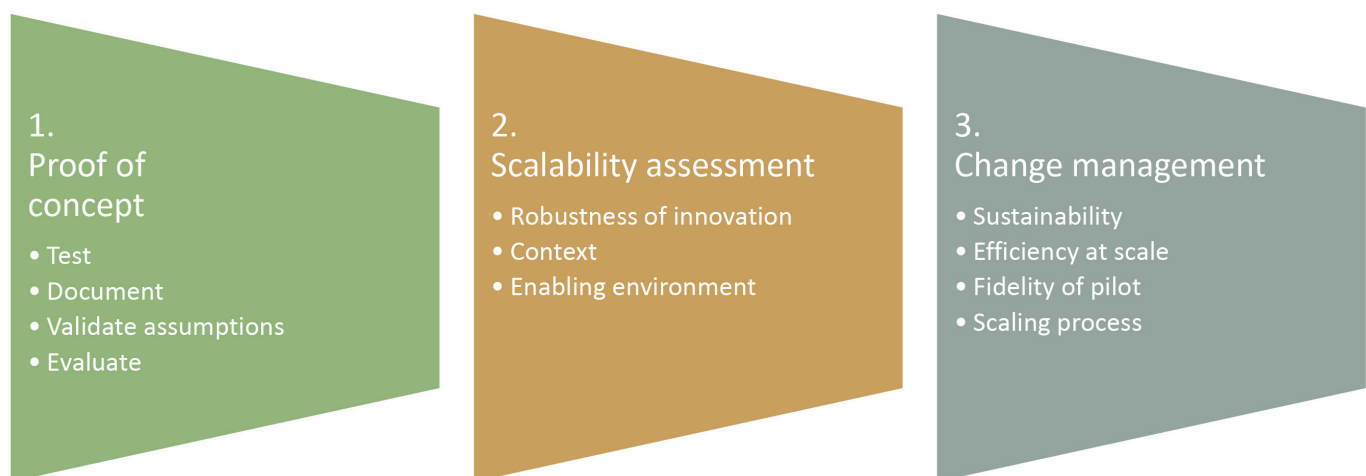 1.
Proof of
concept
• Test
• Document
• Validate assumptions
• Evaluate
2.
Scalability assessment
• Robustness of innovation
• Context
• Enabling environment
3.
Change management
• Sustainability
• Efficiency at scale
• Fidelity of pilot
• Scaling process